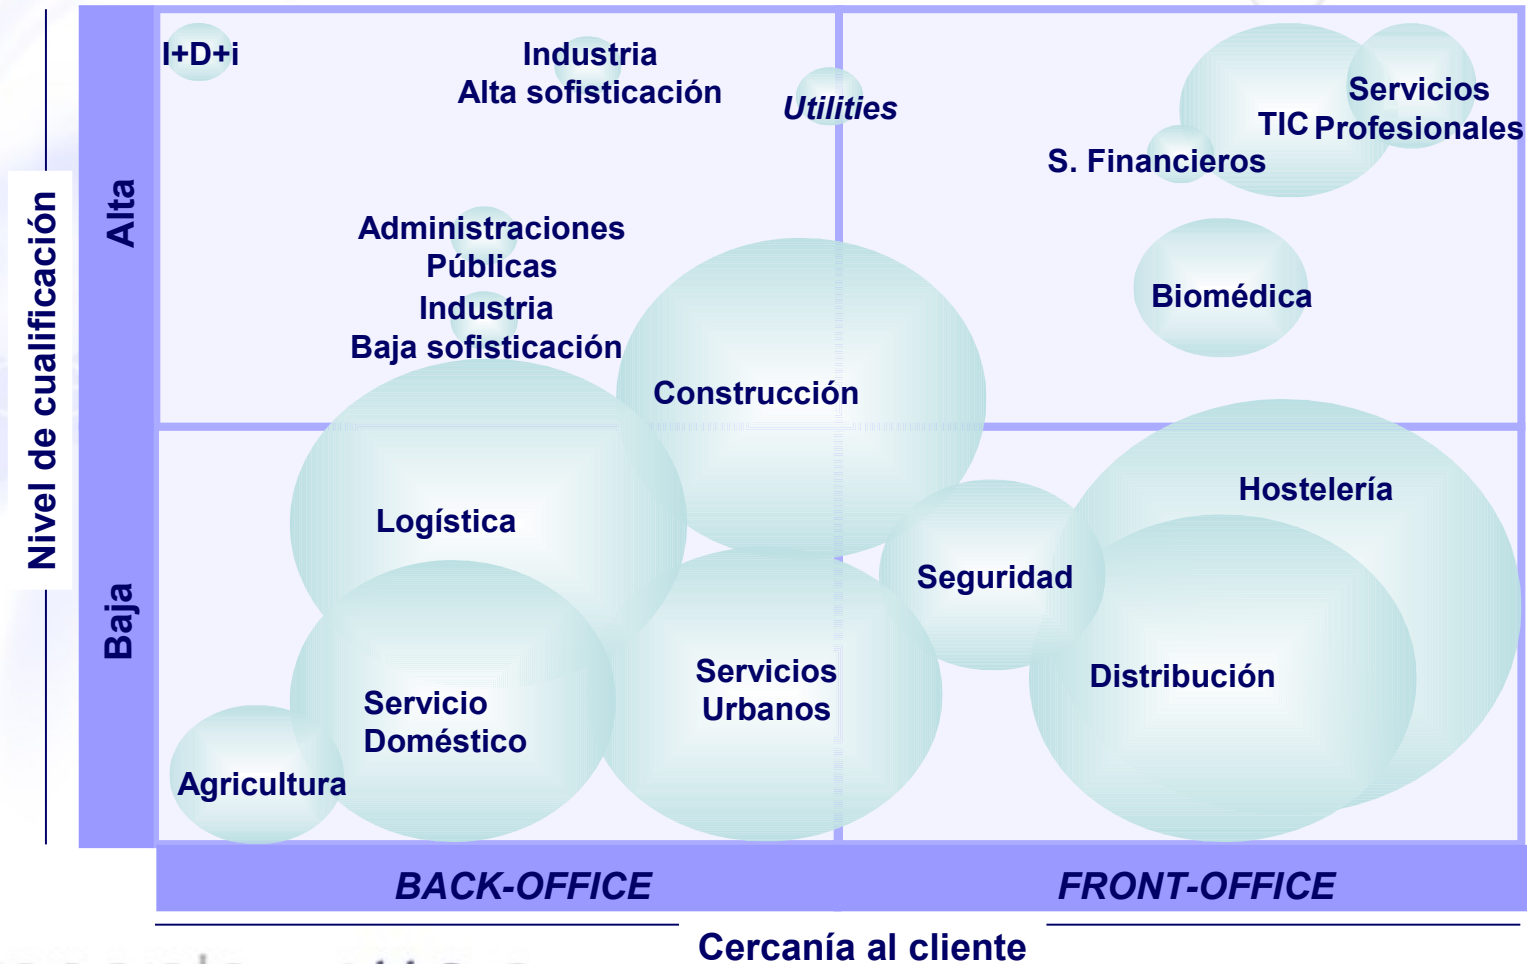 Nivel de cualificación
Alta
Baja
I+D+i
Industria
Alta sofisticación
Utilities
Servicios
Profesionales
TIC
S. Financieros
Administraciones
Públicas
Industria
Baja sofisticación
Biomédica
Construcción
Hostelería
Logística
Seguridad
Servicios
Urbanos
Distribución
Servicio
Doméstico
Agricultura
BACK-OFFICE
FRONT-OFFICE
Cercanía al cliente